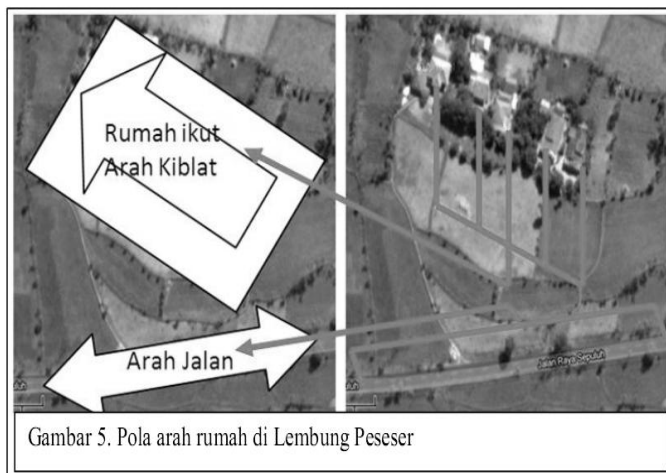 Rumah ikut
Arah Kiblat
Arah Jalan
Jalan Raya Sepuluh
Gambar 5. Pola arah rumah di Lembung Peseser